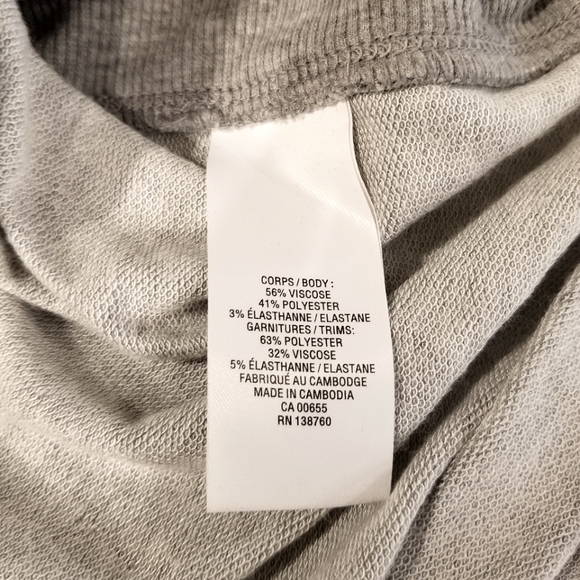 CORPS / BODY :
56% VISCOSE
41% POLYESTER
3% ÉLASTHANNE / ELASTANE
GARNITURES / TRIMS:
63% POLYESTER
32% VISCOSE
5% ÉLASTHANNE / ELASTANE
FABRIQUÉ AU CAMBODGE
MADE IN CAMBODIA
CA 00655
RN 138760